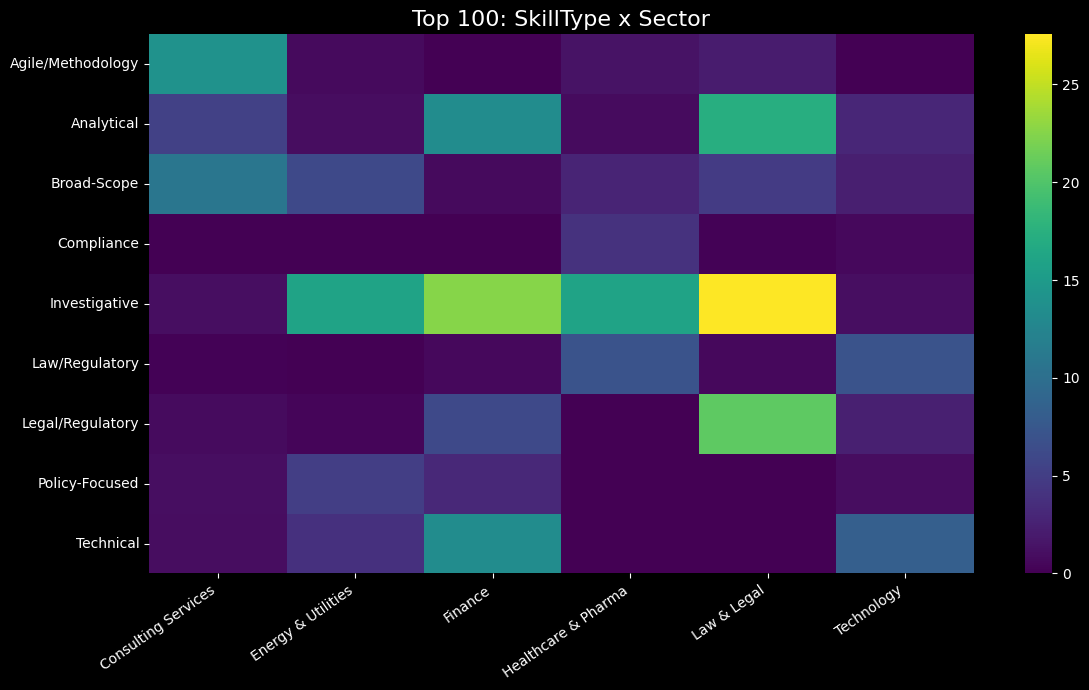 Top 100: SkillType x Sector
Agile/Methodology
Analytical
Broad-Scope
Compliance
Investigative
Law/Regulatory
Legal/Regulatory
Policy-Focused
Technical
Consulting Services
Energy & Utilities
Finance
Healthcare & Pharma
Law & Legal
Technology
25
20
15
10
5
0